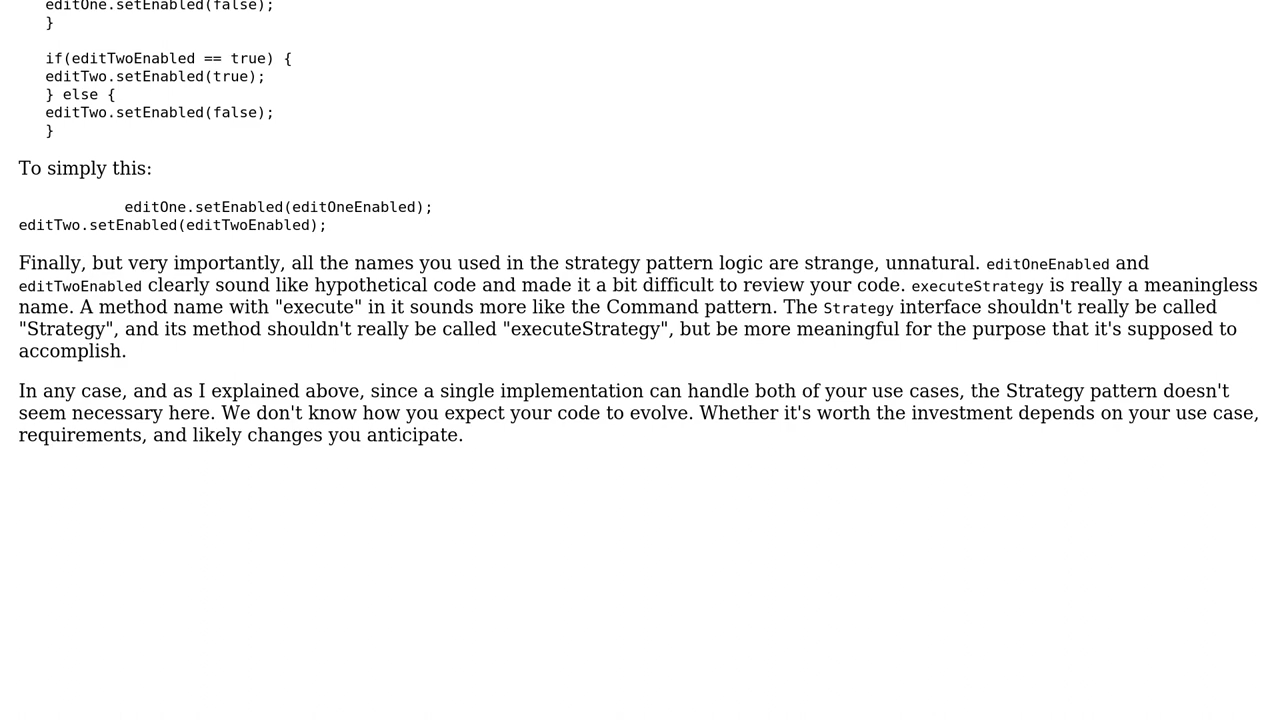 editOne.setEnabled(false);
}
if(editTwoEnabled == true) {
editTwo.setEnabled(true);
} else {
editTwo.setEnabled(false);
}
To simply this:
editOne.setEnabled(editOneEnabled);
editTwo.setEnabled(editTwoEnabled);
Finally, but very importantly, all the names you used in the strategy pattern logic are strange, unnatural. editOneEnabled and
editTwoEnabled clearly sound like hypothetical code and made it a bit difficult to review your code. executeStrategy is really a meaningless
name. A method name with "execute" in it sounds more like the Command pattern. The Strategy interface shouldn't really be called
"Strategy", and its method shouldn't really be called "executeStrategy", but be more meaningful for the purpose that it's supposed to
accomplish.
In any case, and as I explained above, since a single implementation can handle both of your use cases, the Strategy pattern doesn't
seem necessary here. We don't know how you expect your code to evolve. Whether it's worth the investment depends on your use case,
requirements, and likely changes you anticipate.